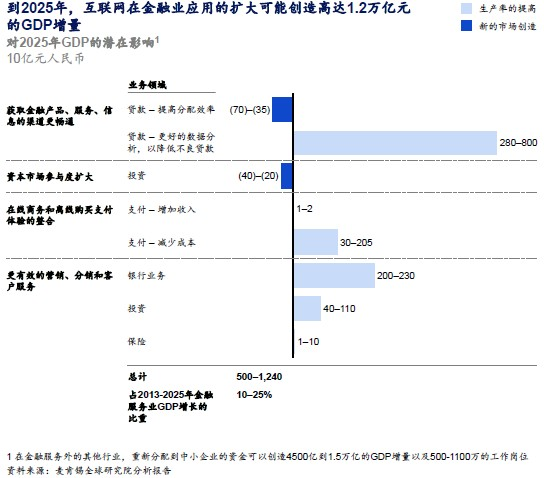 到2025年，互联网在金融业应用的扩大可能创造高达1.2万亿元
的GDP增量
对2025年GDP的潜在影响1
10亿元人民币
生产率的提高
新的市场创造
业务领域
获取金融产品、服务、信
息的渠道更畅通
贷款 – 提高分配效率
(70)–(35)
贷款 – 更好的数据分
析，以降低不良贷款
280–800
资本市场参与度扩大
投资
(40)–(20)
在线商务和离线购买支付
体验的整合
支付 – 增加收入
1–2
支付 – 减少成本
30–205
更有效的营销、分销和客
户服务
银行业务
200–230
投资
40–110
保险
1–10
总计
500–1,240
占2013-2025年金融
服务业GDP增长的
比重
10–25%
1 在金融服务外的其他行业，重新分配到中小企业的资金可以创造4500亿到1.5万亿的GDP增量以及500-1100万的工作岗位
资料来源：麦肯锡全球研究院分析报告